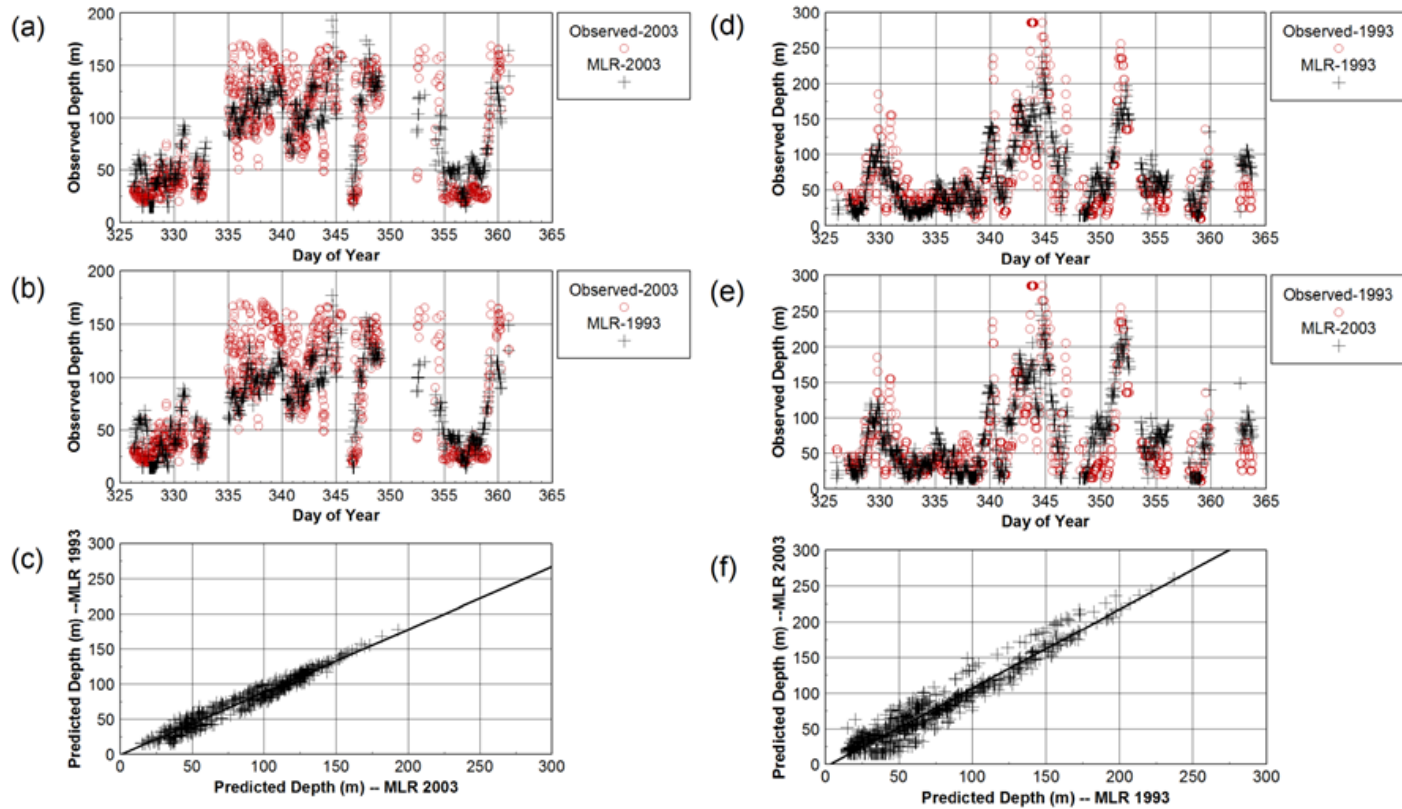 (a)
Observed Depth (m)
200
150
100
50
0
325 330 335 340 345 350 355 360 365
Day of Year
Observed-2003
MLR-2003
(b)
Observed Depth (m)
200
150
100
50
0
325 330 335 340 345 350 355 360 365
Day of Year
Observed-2003
MLR-1993
(c)
Predicted Depth (m) --MLR 1993
300
250
200
150
100
50
0
0 50 100 150 200 250 300
Predicted Depth (m) -- MLR 2003
(d)
Observed Depth (m)
300
250
200
150
100
50
0
325 330 335 340 345 350 355 360 365
Day of Year
Observed-1993
MLR-1993
(e)
Observed Depth (m)
300
250
200
150
100
50
0
325 330 335 340 345 350 355 360 365
Day of Year
Observed-1993
MLR-2003
(f)
Predicted Depth (m) --MLR 2003
300
250
200
150
100
50
0
0 50 100 150 200 250 300
Predicted Depth (m) -- MLR 1993